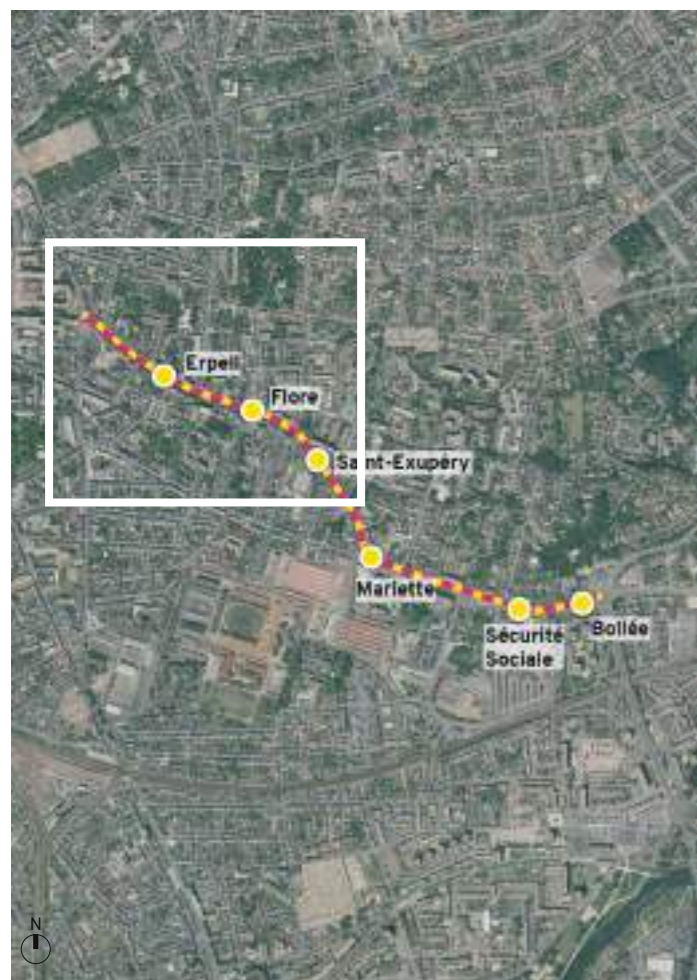 Erpell
Flore
Saint-Exupéry
Mariette
Sécurité
Sociale
Bollée
N